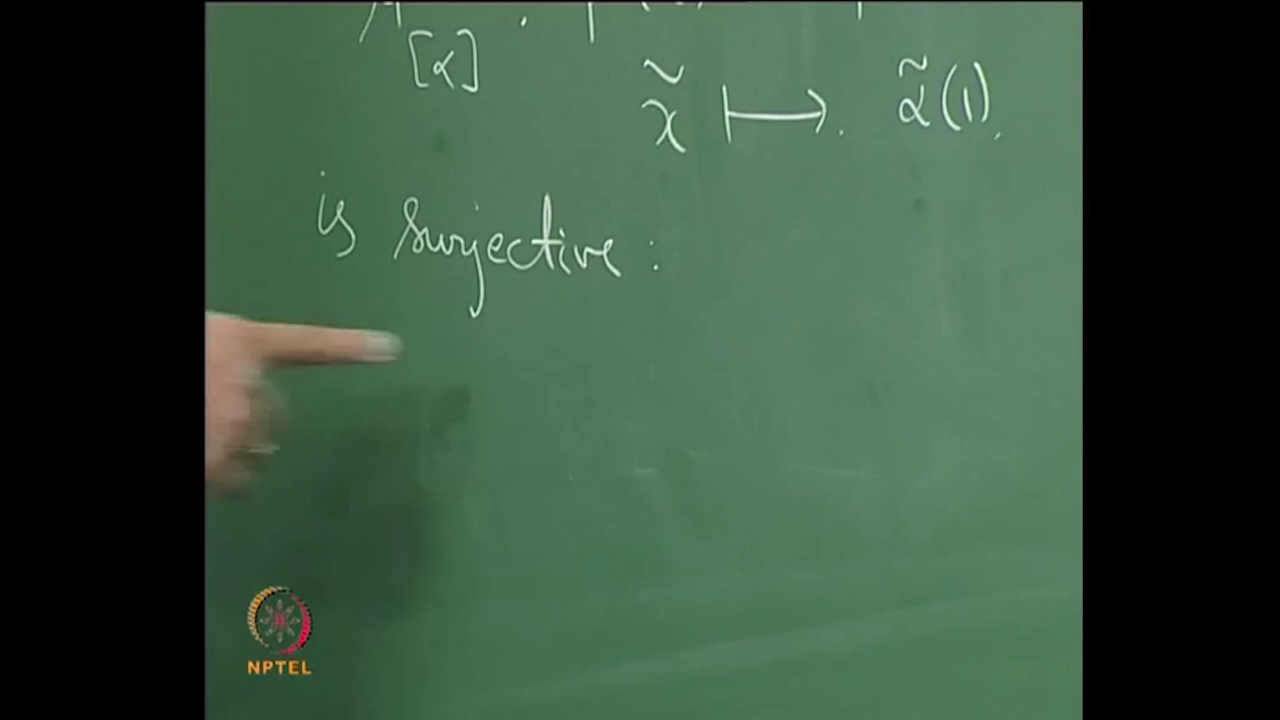 [α]
x̃ ↦ α̃(1).
is surjective:
NPTEL